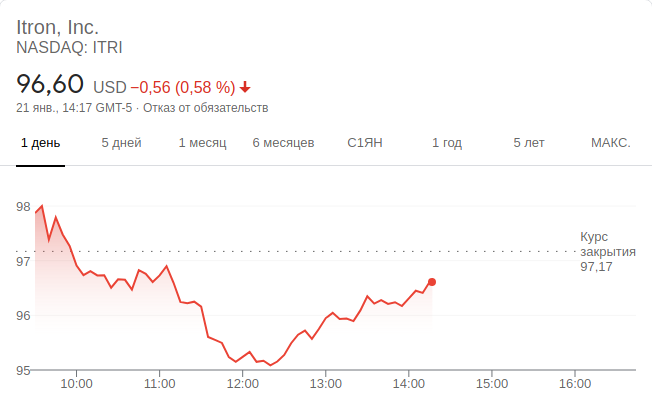 Itron, Inc.
NASDAQ: ITRI
96,60 USD −0,56 (0,58 %)
21 янв., 14:17 GMT-5 · Отказ от обязательств
1 день 5 дней 1 месяц 6 месяцев С1ЯН 1 год 5 лет МАКС.
98
Курс
закрытия
97,17
97
96
95
10:00 11:00 12:00 13:00 14:00 15:00 16:00